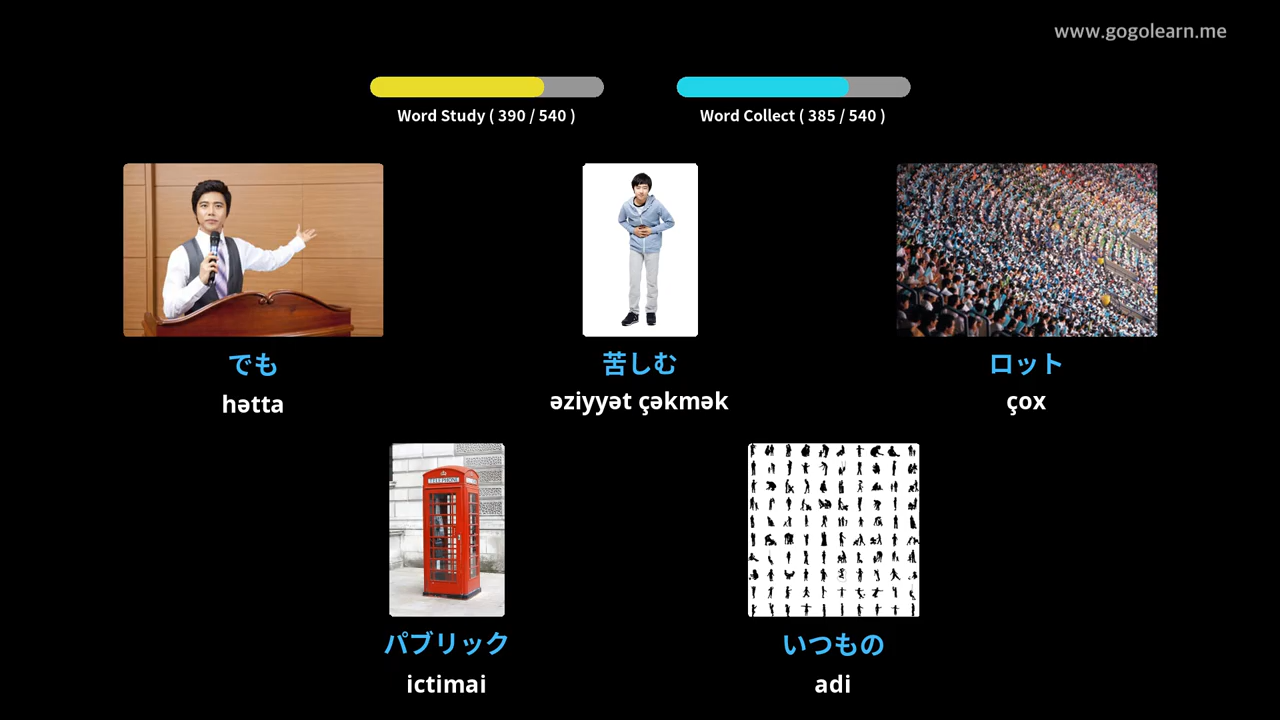 www.gogolearn.me
Word Study ( 390 / 540 )
Word Collect ( 385 / 540 )
でも
hətta
苦しむ
əziyyət çəkmək
ロット
çox
TELEPHONE
パブリック
ictimai
いつもの
adi